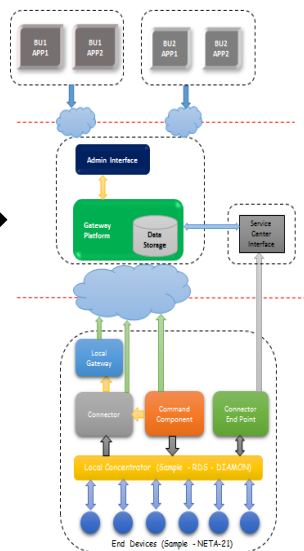 BU1
APP1
BU1
APP2
BU2
APP1
BU2
APP2
Admin Interface
Gateway
Platform
Data
Storage
Service
Center
Interface
Local
Gateway
Connector
Command
Component
Connector
End Point
Local Concentrator (Sample - RDS - DIAMON)
End Devices (Sample - NETA-21)